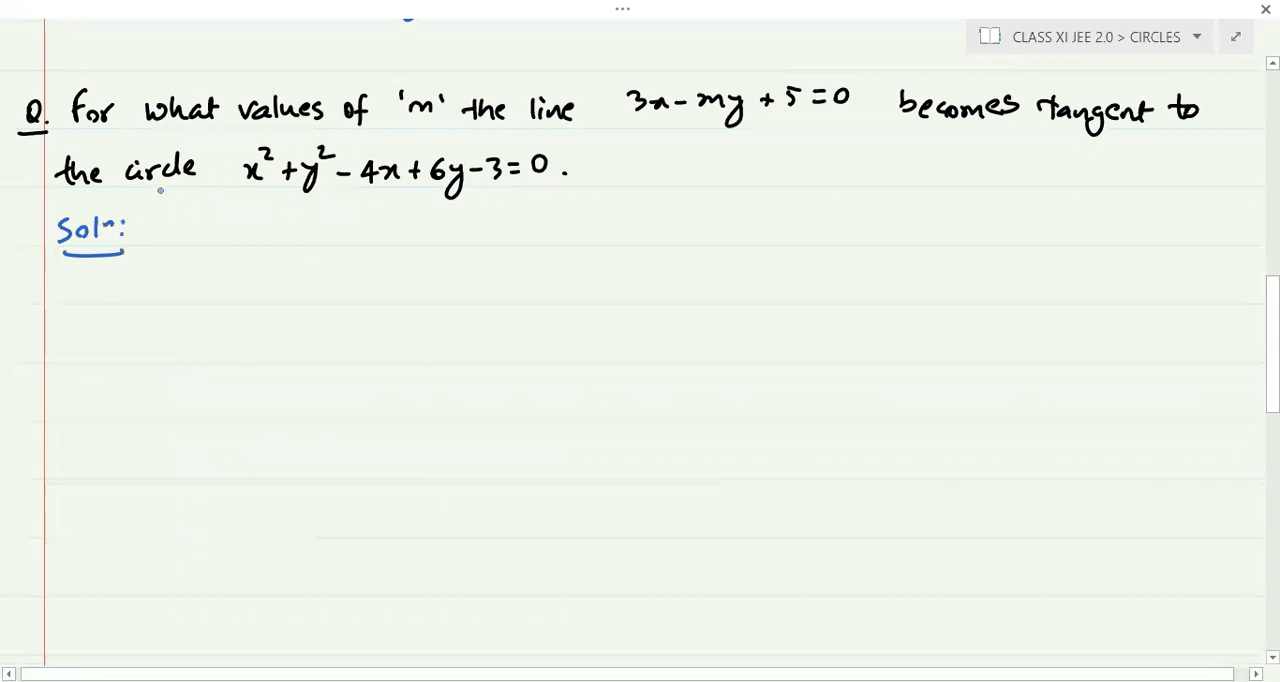 CLASS XI JEE 2.0 > CIRCLES
Q. For what values of 'm' the line 3x - my + 5 = 0 becomes tangent to
the circle x² + y² - 4x + 6y - 3 = 0.
Solⁿ: